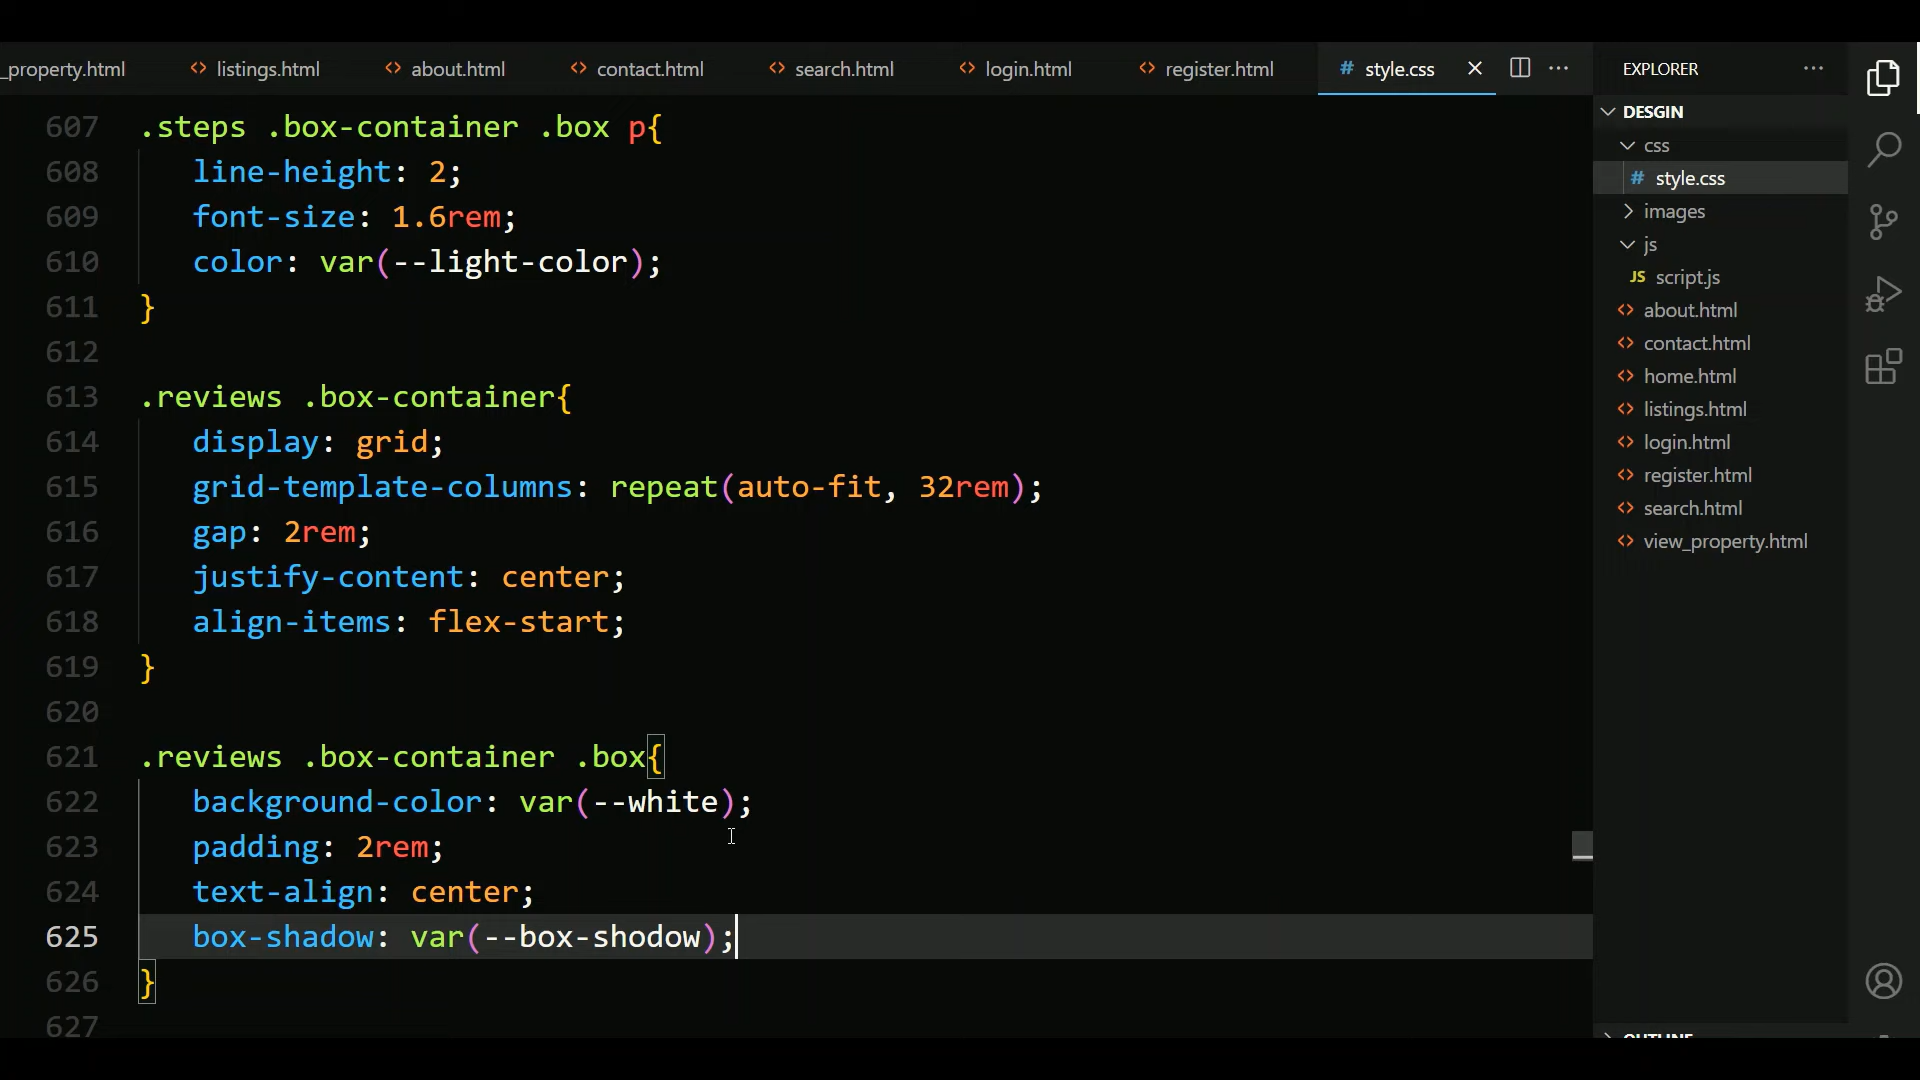 _property.html listings.html about.html contact.html search.html login.html register.html # style.css
EXPLORER
DESGIN
css
# style.css
images
js
JS script.js
about.html
contact.html
home.html
listings.html
login.html
register.html
search.html
view_property.html
OUTLINE
607 .steps .box-container .box p{
608 line-height: 2;
609 font-size: 1.6rem;
610 color: var(--light-color);
611 }
612
613 .reviews .box-container{
614 display: grid;
615 grid-template-columns: repeat(auto-fit, 32rem);
616 gap: 2rem;
617 justify-content: center;
618 align-items: flex-start;
619 }
620
621 .reviews .box-container .box{
622 background-color: var(--white);
623 padding: 2rem;
624 text-align: center;
625 box-shadow: var(--box-shodow);
626 }
627